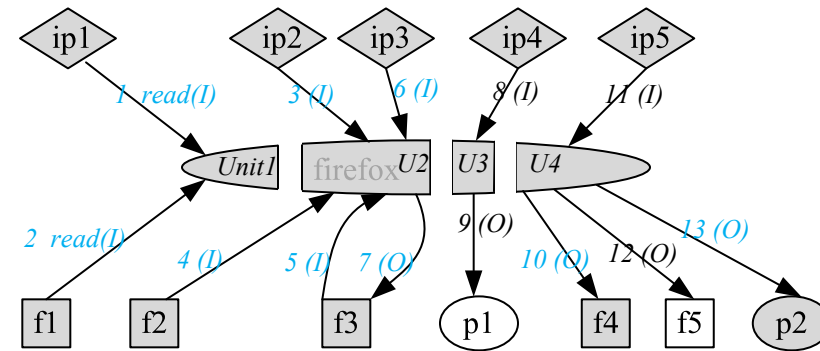 ip1 ip2 ip3 ip4 ip5
1 read(I) 3 (I) 6 (I) 8 (I) 11 (I)
Unit1 firefox U2 U3 U4
2 read(I) 4 (I) 5 (I) 7 (O) 9 (O) 10 (O) 12 (O) 13 (O)
f1 f2 f3 p1 f4 f5 p2